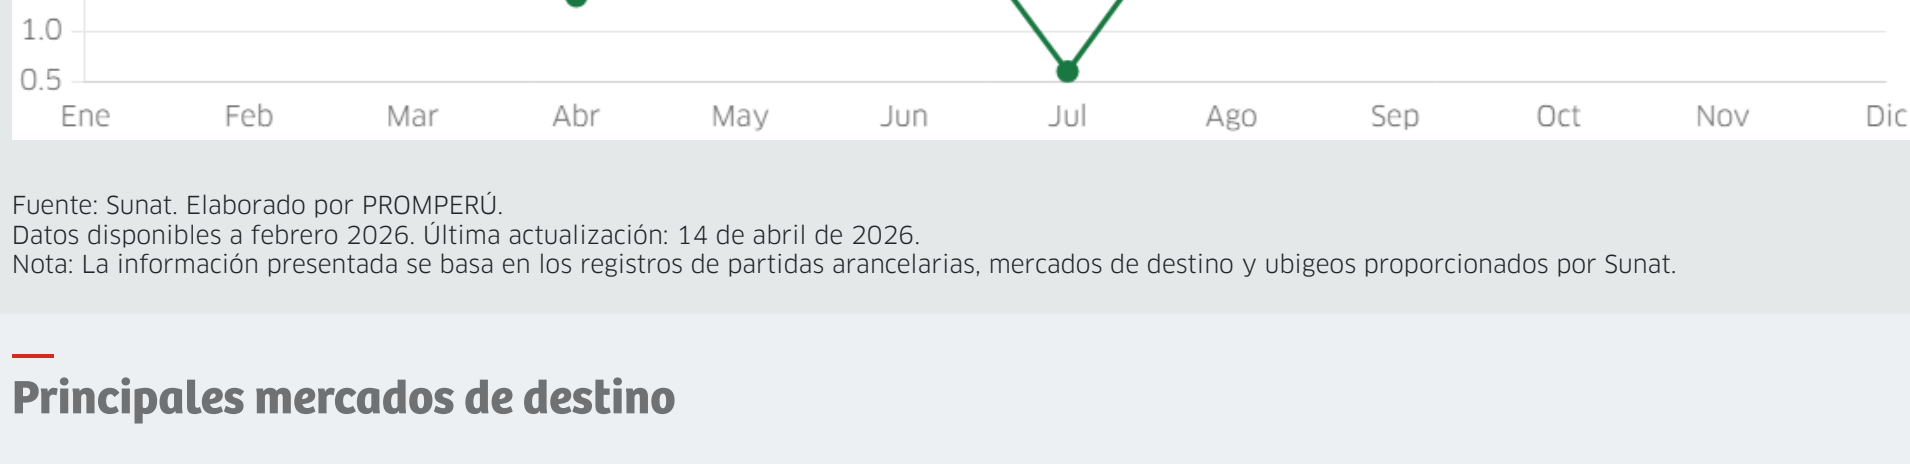 1.0
0.5
Ene Feb Mar Abr May Jun Jul Ago Sep Oct Nov Dic
Fuente: Sunat. Elaborado por PROMPERÚ.
Datos disponibles a febrero 2026. Última actualización: 14 de abril de 2026.
Nota: La información presentada se basa en los registros de partidas arancelarias, mercados de destino y ubigeos proporcionados por Sunat.
Principales mercados de destino